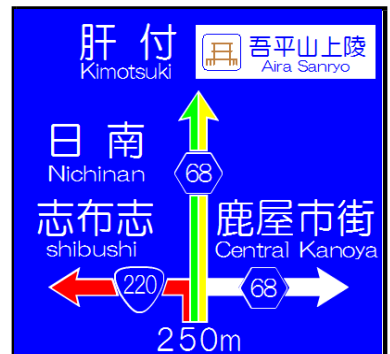 肝付
Kimotsuki
吾平山上陵
Aira Sanryo
日南
Nichinan
68
志布志
shibushi
鹿屋市街
Central Kanoya
220
68
250m